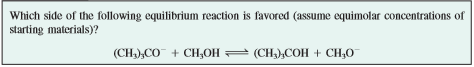 Which side of the following equilibrium reaction is favored (assume equimolar concentrations of
starting materials)?
(CH₃)₃CO⁻ + CH₃OH ⇌ (CH₃)₃COH + CH₃O⁻